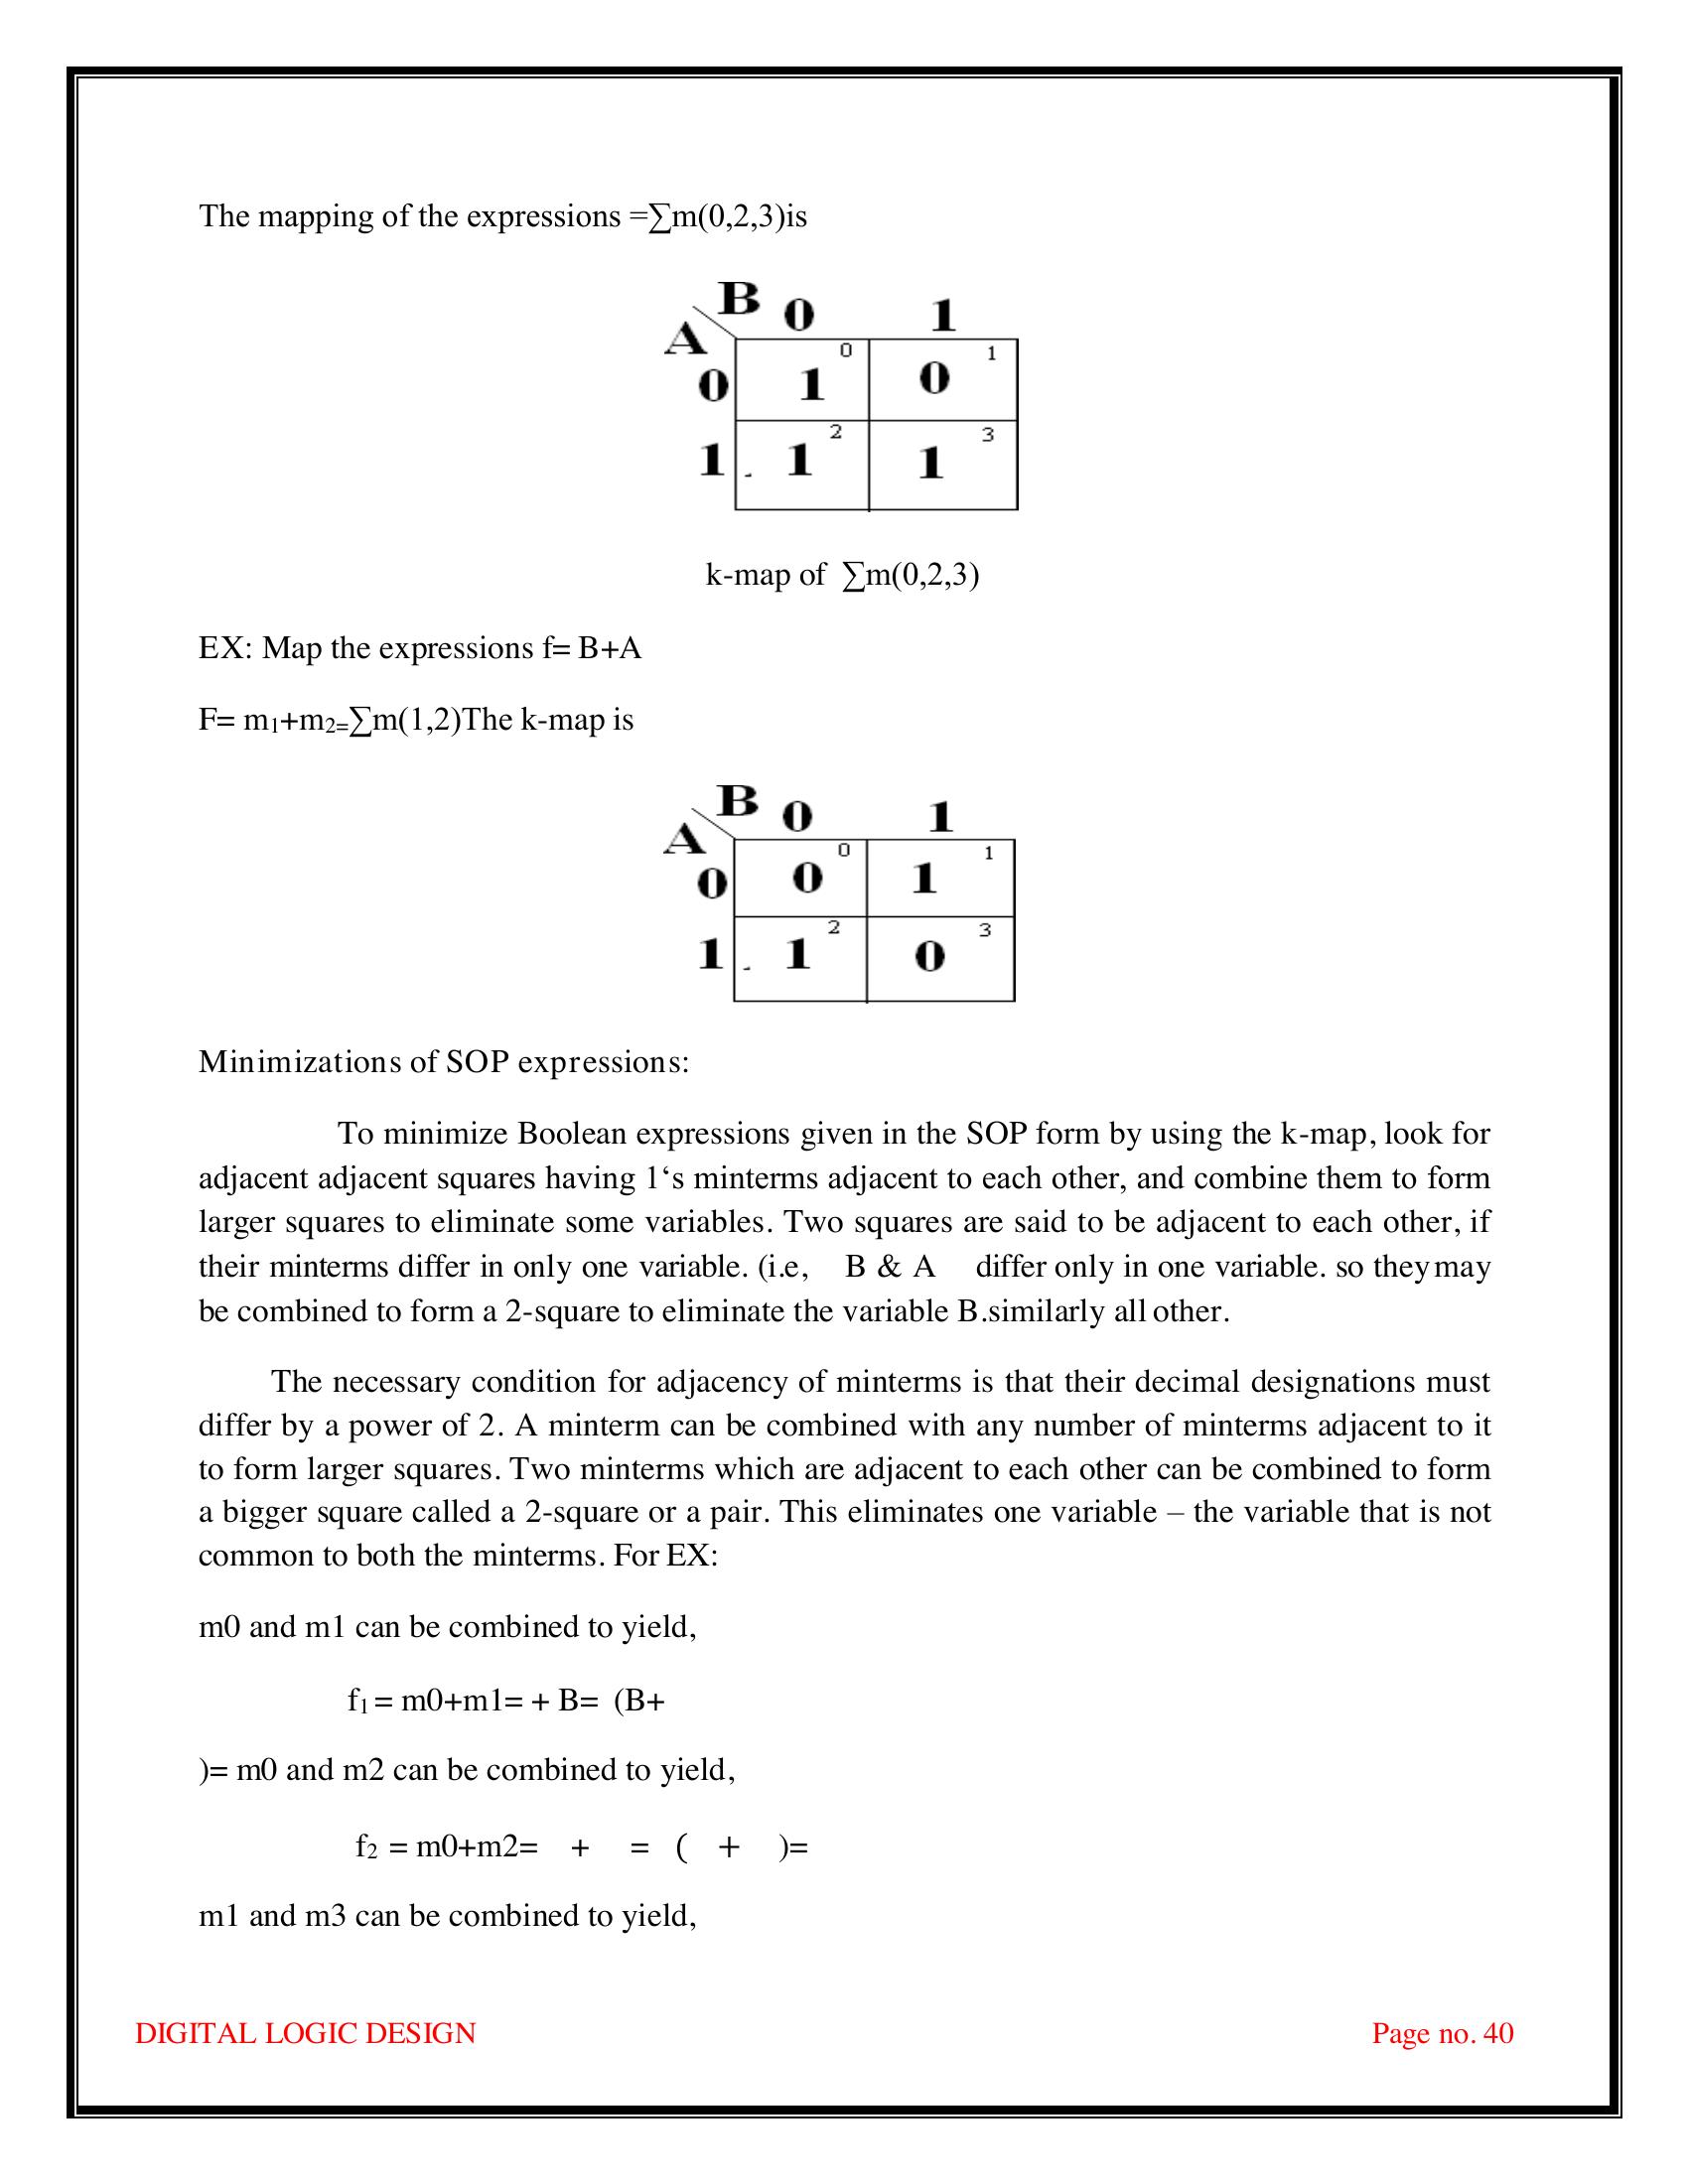 The mapping of the expressions =∑m(0,2,3)is
B 0 1
A
0 1 0 0 1
1 - 1 2 1 3
k-map of ∑m(0,2,3)
EX: Map the expressions f= B+A
F= m1+m2=∑m(1,2)The k-map is
B 0 1
A
0 0 0 1 1
1 - 1 2 0 3
Minimizations of SOP expressions:
To minimize Boolean expressions given in the SOP form by using the k-map, look for
adjacent adjacent squares having 1‘s minterms adjacent to each other, and combine them to form
larger squares to eliminate some variables. Two squares are said to be adjacent to each other, if
their minterms differ in only one variable. (i.e, B & A differ only in one variable. so they may
be combined to form a 2-square to eliminate the variable B.similarly all other.
The necessary condition for adjacency of minterms is that their decimal designations must
differ by a power of 2. A minterm can be combined with any number of minterms adjacent to it
to form larger squares. Two minterms which are adjacent to each other can be combined to form
a bigger square called a 2-square or a pair. This eliminates one variable – the variable that is not
common to both the minterms. For EX:
m0 and m1 can be combined to yield,
f1 = m0+m1= + B= (B+
)= m0 and m2 can be combined to yield,
f2 = m0+m2= + = ( + )=
m1 and m3 can be combined to yield,
DIGITAL LOGIC DESIGN Page no. 40